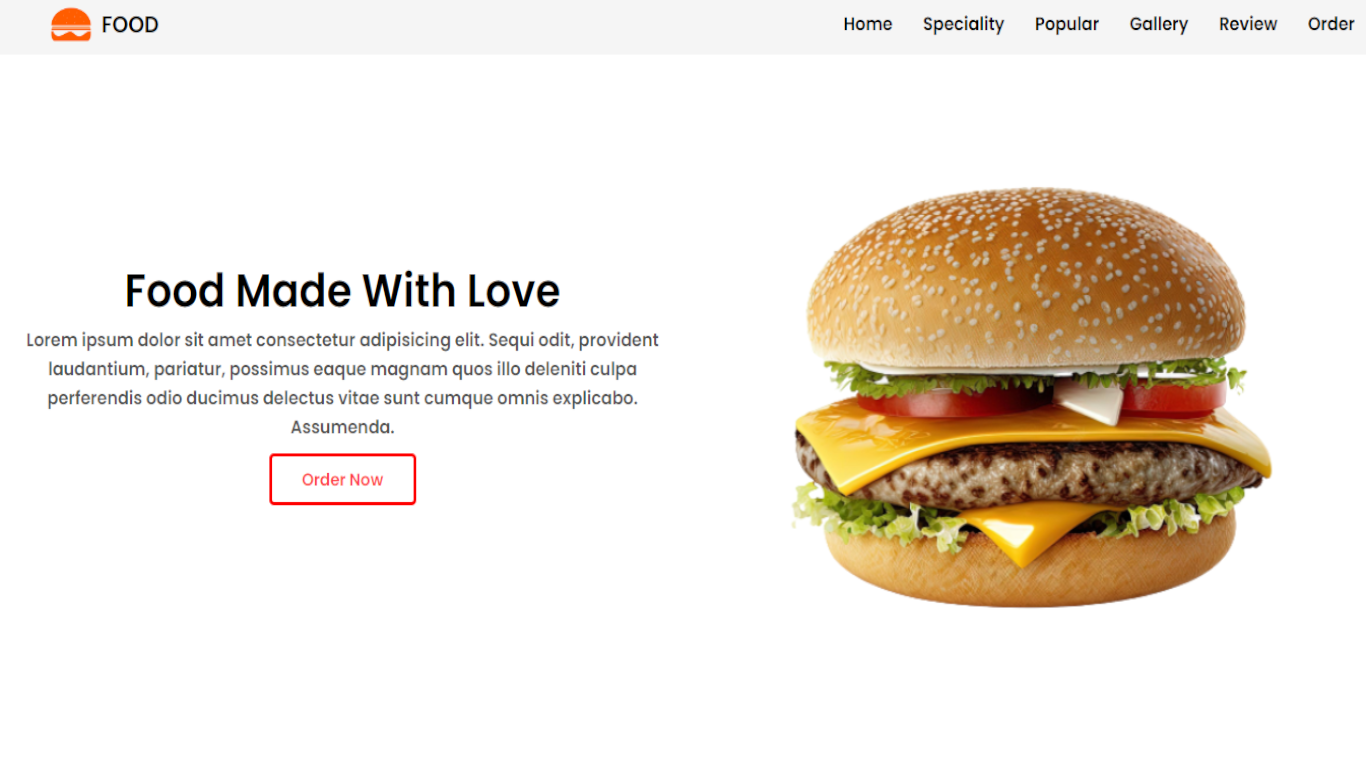 FOOD
Home Speciality Popular Gallery Review Order
Food Made With Love
Lorem ipsum dolor sit amet consectetur adipisicing elit. Sequi odit, provident
laudantium, pariatur, possimus eaque magnam quos illo deleniti culpa
perferendis odio ducimus delectus vitae sunt cumque omnis explicabo.
Assumenda.
Order Now